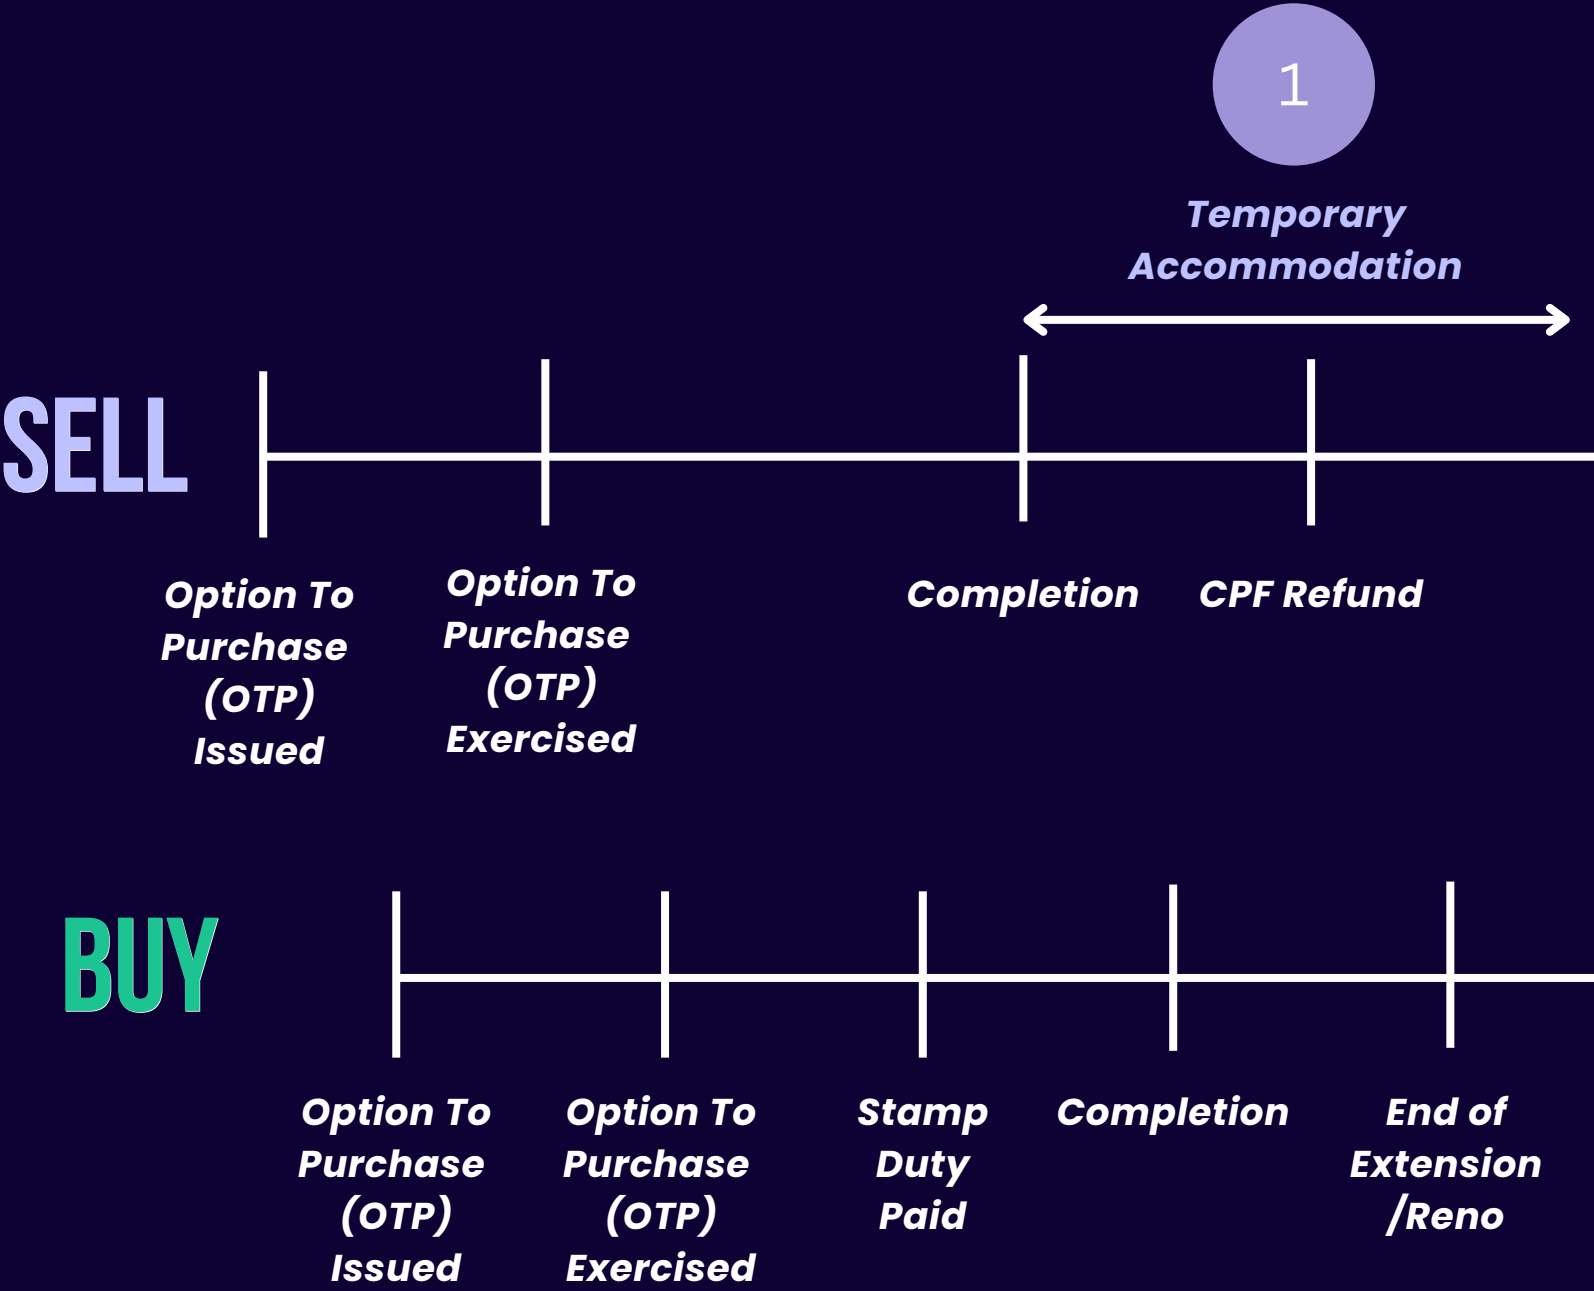 1
Temporary
Accommodation
SELL
Option To
Purchase
(OTP)
Issued
Option To
Purchase
(OTP)
Exercised
Completion
CPF Refund
BUY
Option To
Purchase
(OTP)
Issued
Option To
Purchase
(OTP)
Exercised
Stamp
Duty
Paid
Completion
End of
Extension
/Reno